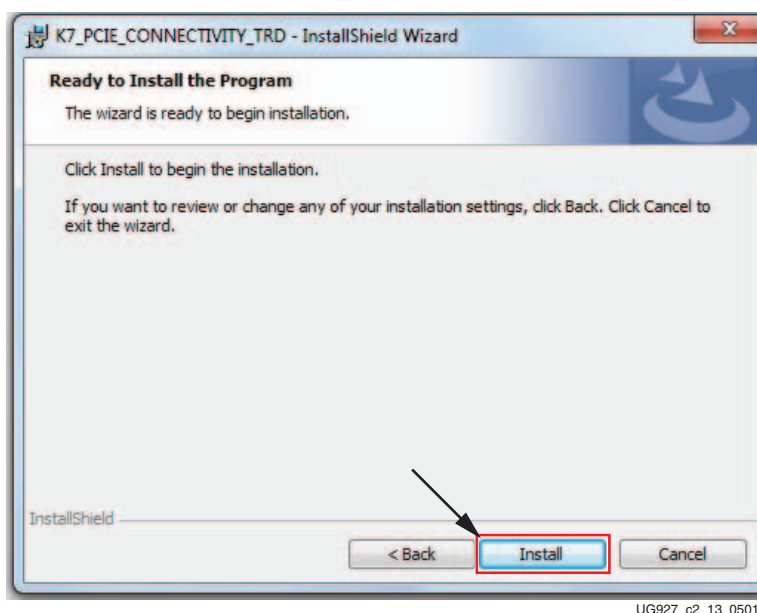 K7_PCIE_CONNECTIVITY_TRD - InstallShield Wizard
Ready to Install the Program
The wizard is ready to begin installation.
Click Install to begin the installation.
If you want to review or change any of your installation settings, click Back. Click Cancel to
exit the wizard.
InstallShield
< Back
Install
Cancel
UG927_c2_13_0501